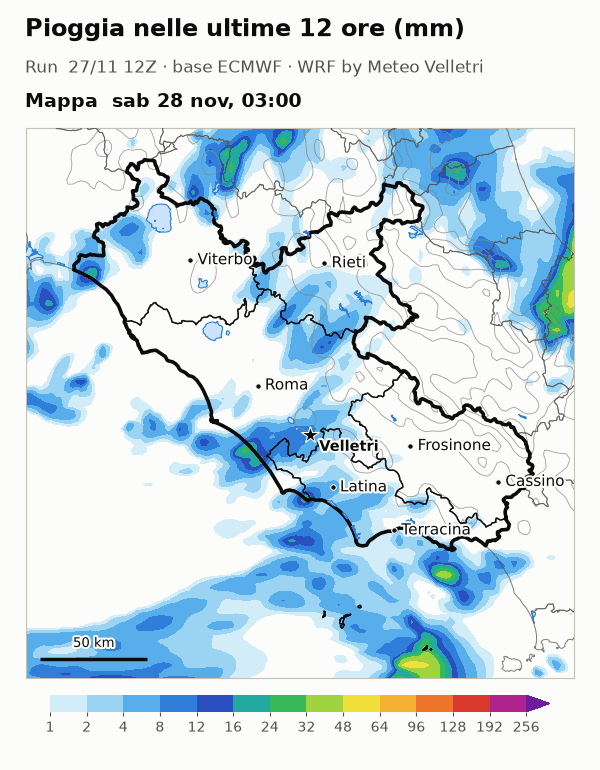 Pioggia nelle ultime 12 ore (mm)
Run 27/11 12Z · base ECMWF · WRF by Meteo Velletri
Mappa sab 28 nov, 03:00
Viterbo
Rieti
Roma
Velletri
Frosinone
Latina
Cassino
Terracina
50 km
1 2 4 8 12 16 24 32 48 64 96 128 192 256